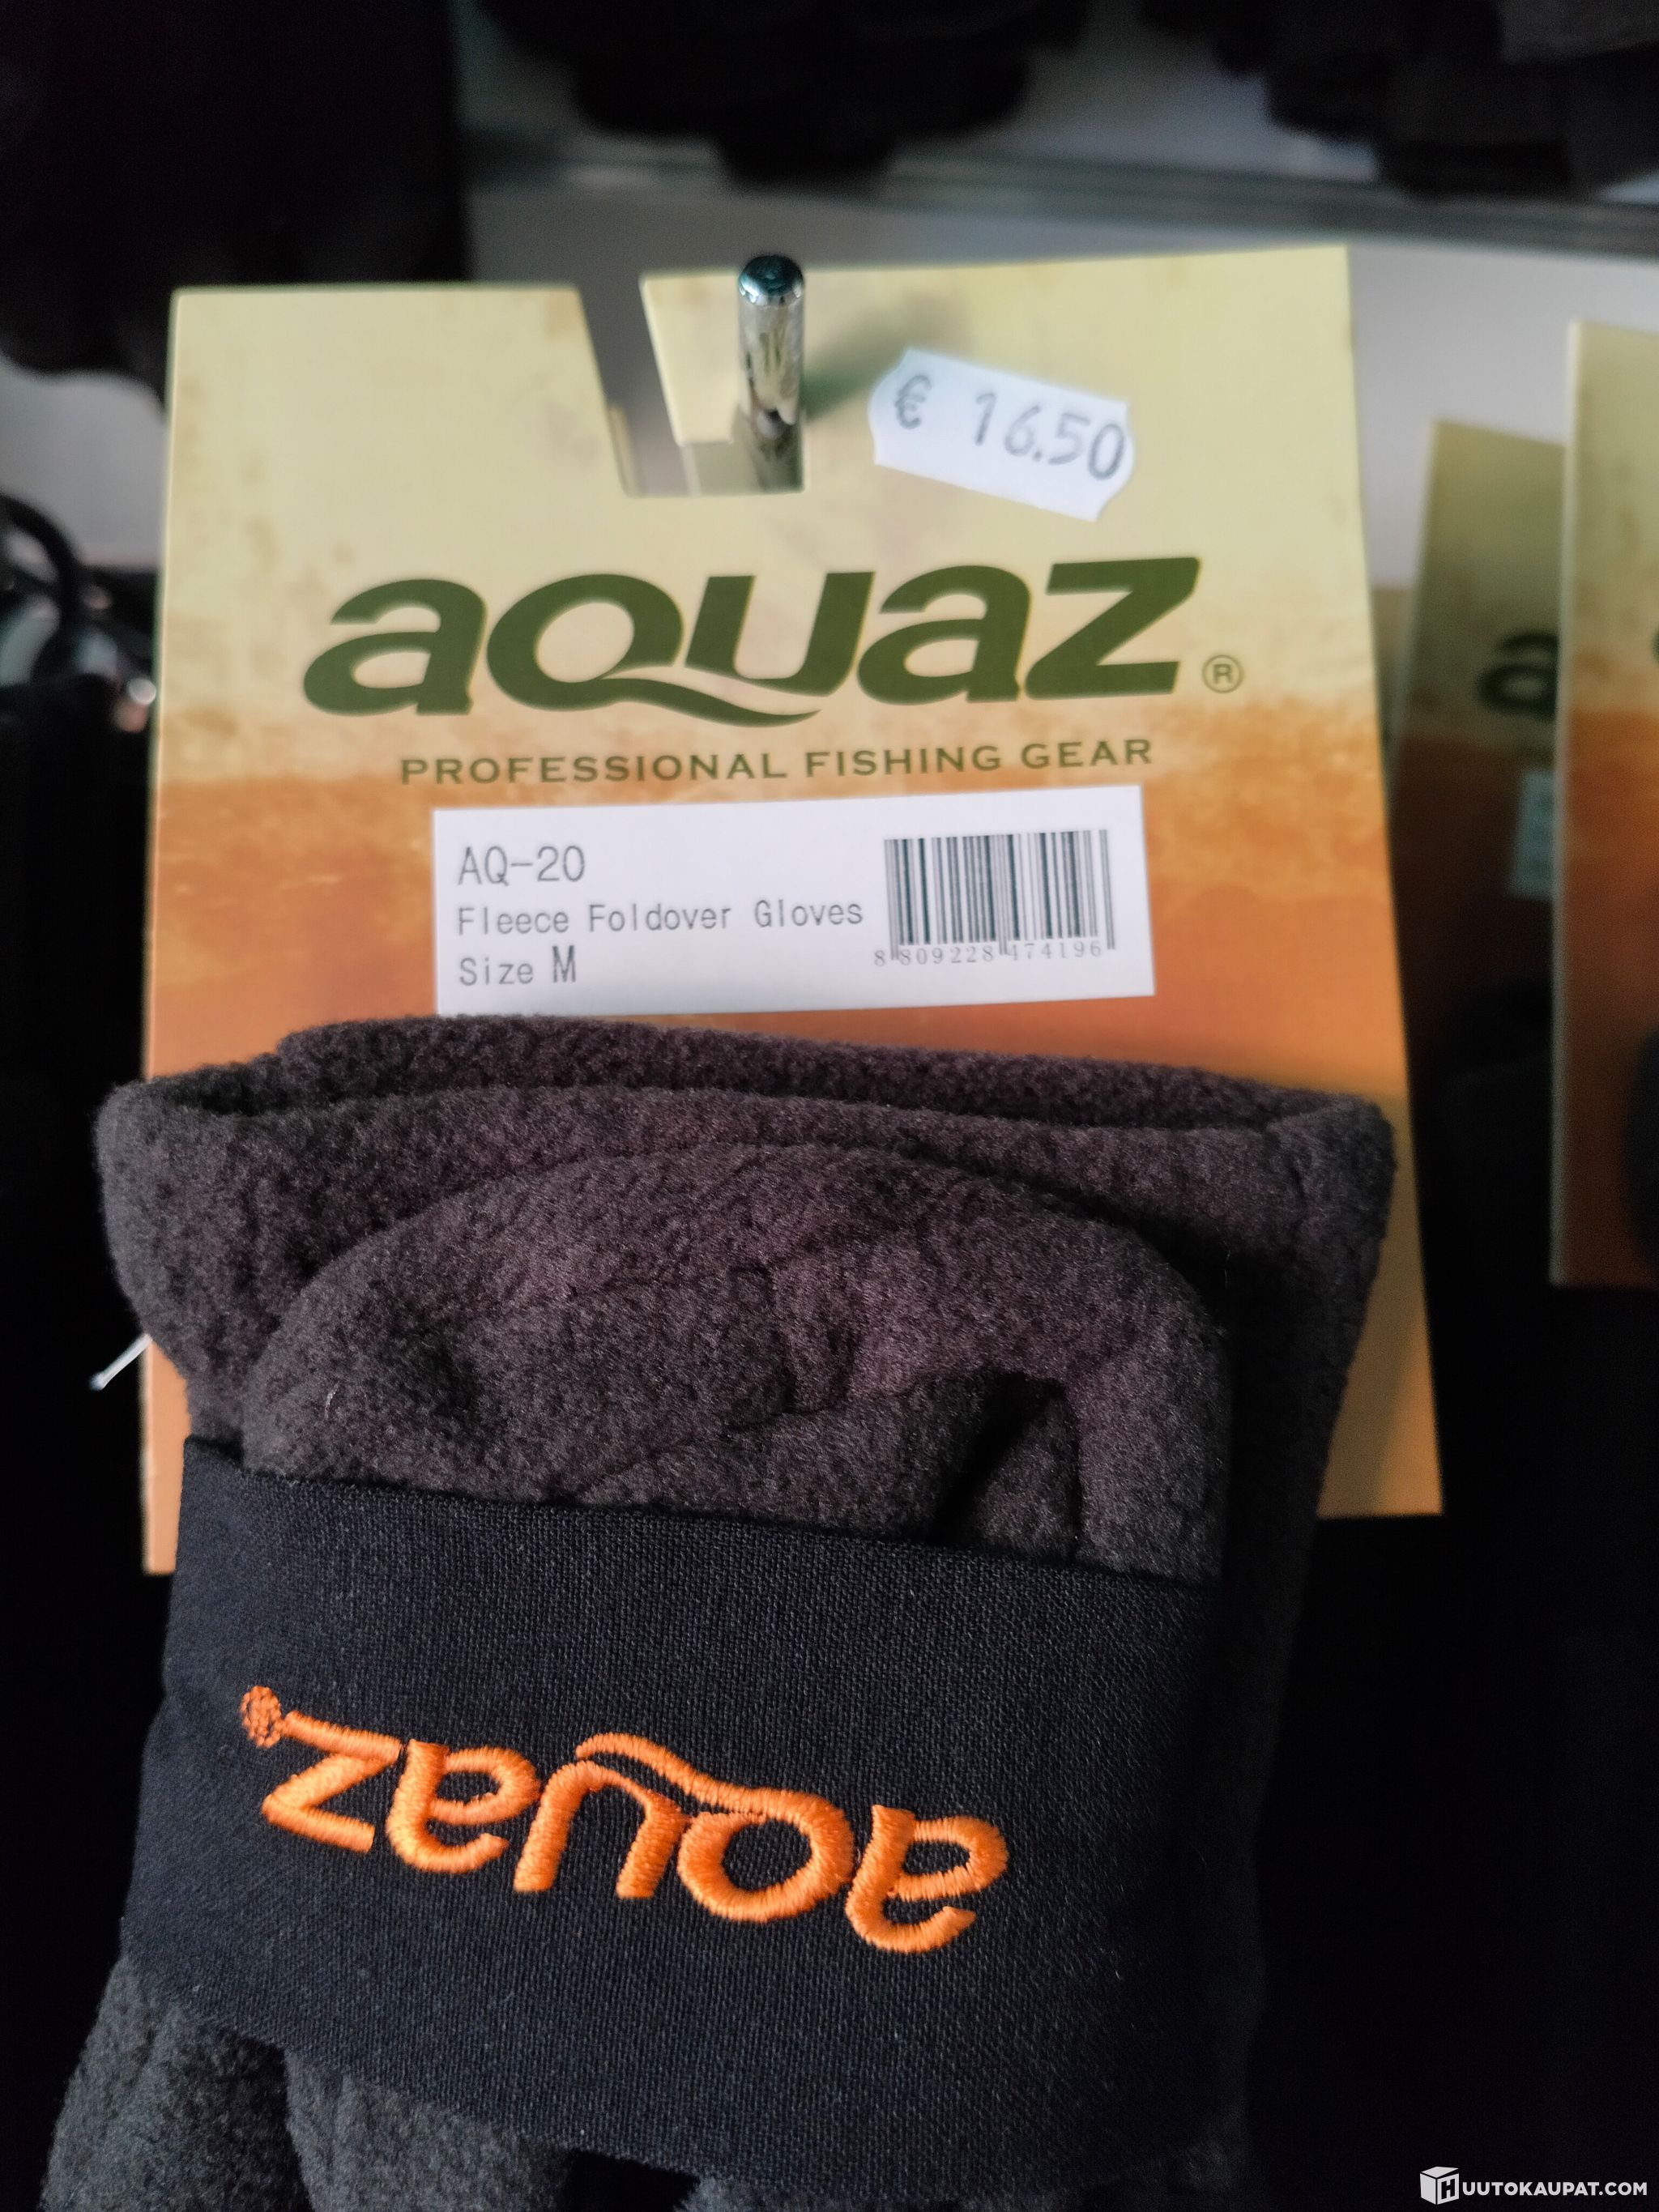 € 16.50
aquaz®
PROFESSIONAL FISHING GEAR
AQ-20
Fleece Foldover Gloves
Size M
8 809228 474196
aquaz
HUUTOKAUPAT.COM